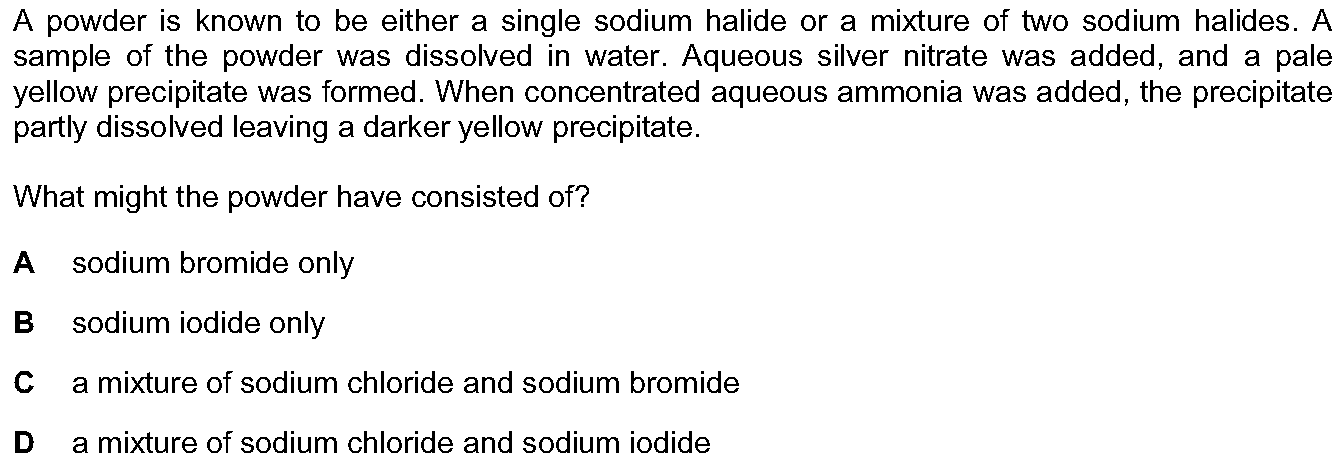 A powder is known to be either a single sodium halide or a mixture of two sodium halides. A
sample of the powder was dissolved in water. Aqueous silver nitrate was added, and a pale
yellow precipitate was formed. When concentrated aqueous ammonia was added, the precipitate
partly dissolved leaving a darker yellow precipitate.
What might the powder have consisted of?
A sodium bromide only
B sodium iodide only
C a mixture of sodium chloride and sodium bromide
D a mixture of sodium chloride and sodium iodide